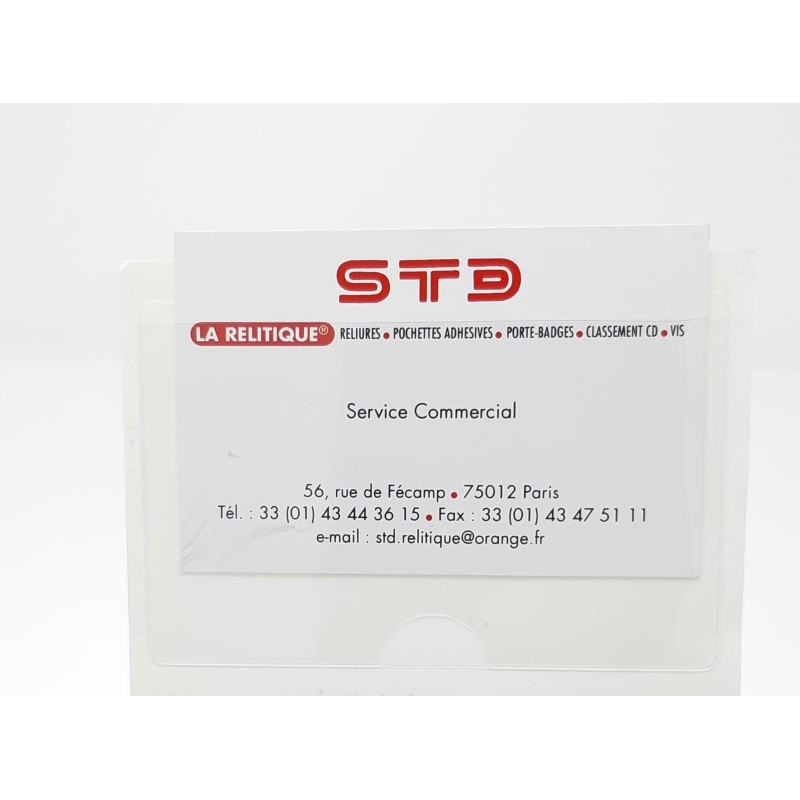 STD
LA RELITIQUE® RELIURES • POCHETTES ADHESIVES • PORTE-BADGES • CLASSEMENT CD • VIS
Service Commercial
56, rue de Fécamp • 75012 Paris
Tél. : 33 (01) 43 44 36 15 • Fax : 33 (01) 43 47 51 11
e-mail : std.relitique@orange.fr